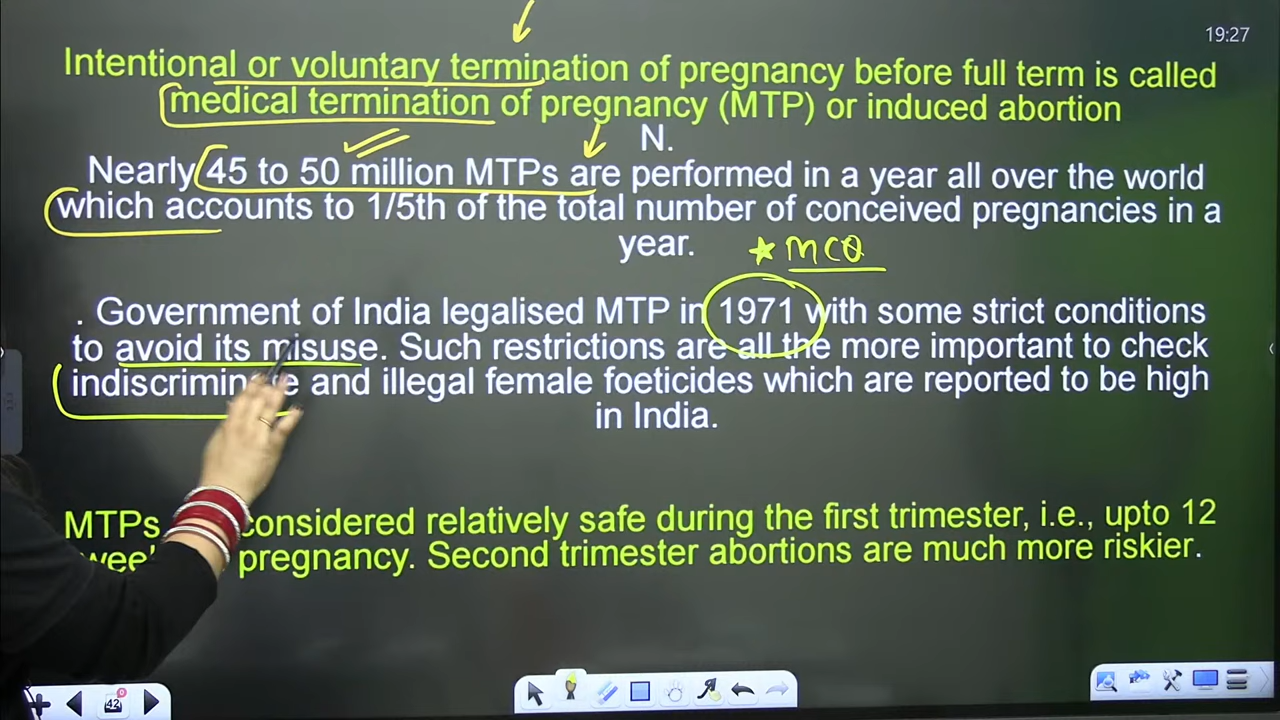 19:27
Intentional or voluntary termination of pregnancy before full term is called
medical termination of pregnancy (MTP) or induced abortion
N.
Nearly 45 to 50 million MTPs are performed in a year all over the world
which accounts to 1/5th of the total number of conceived pregnancies in a
year.
★ MCQ
. Government of India legalised MTP in 1971 with some strict conditions
to avoid its misuse. Such restrictions are all the more important to check
and illegal female foeticides which are reported to be high
in India.
MTPs considered relatively safe during the first trimester, i.e., upto 12
pregnancy. Second trimester abortions are much more riskier.
42